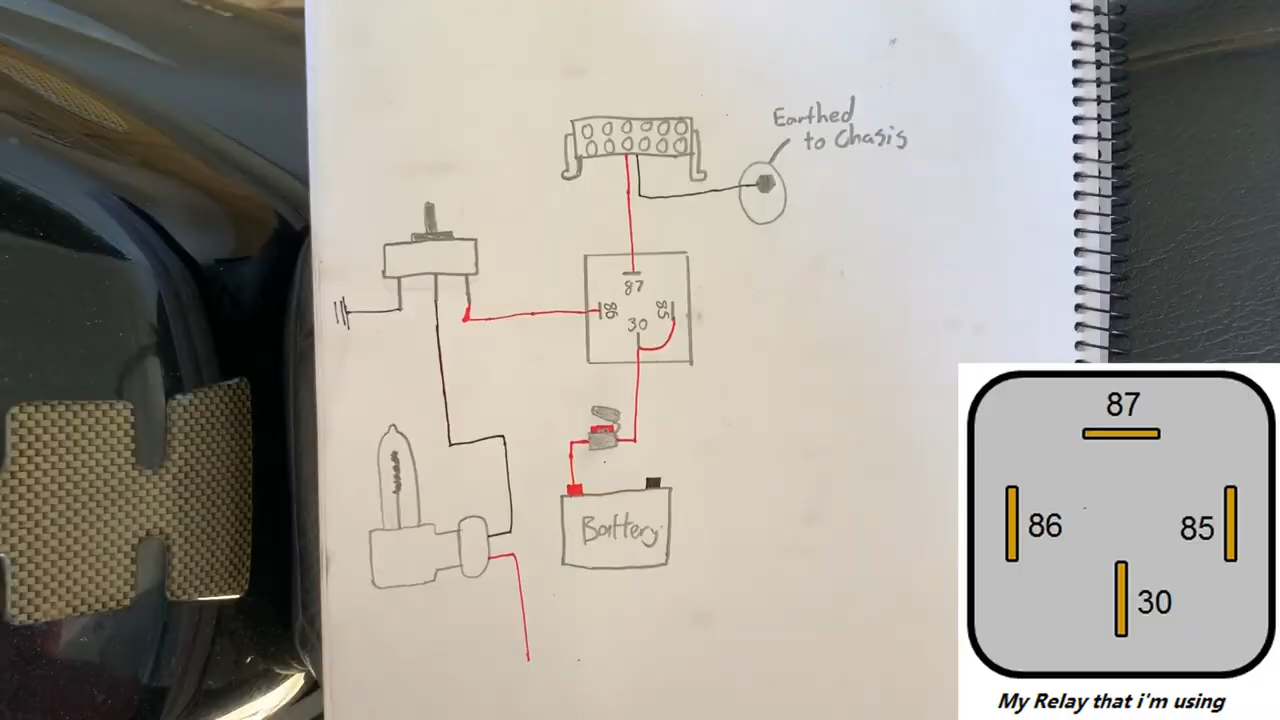 Earthed
to Chasis
87
86
85
30
Battery
87
86
85
30
My Relay that i'm using